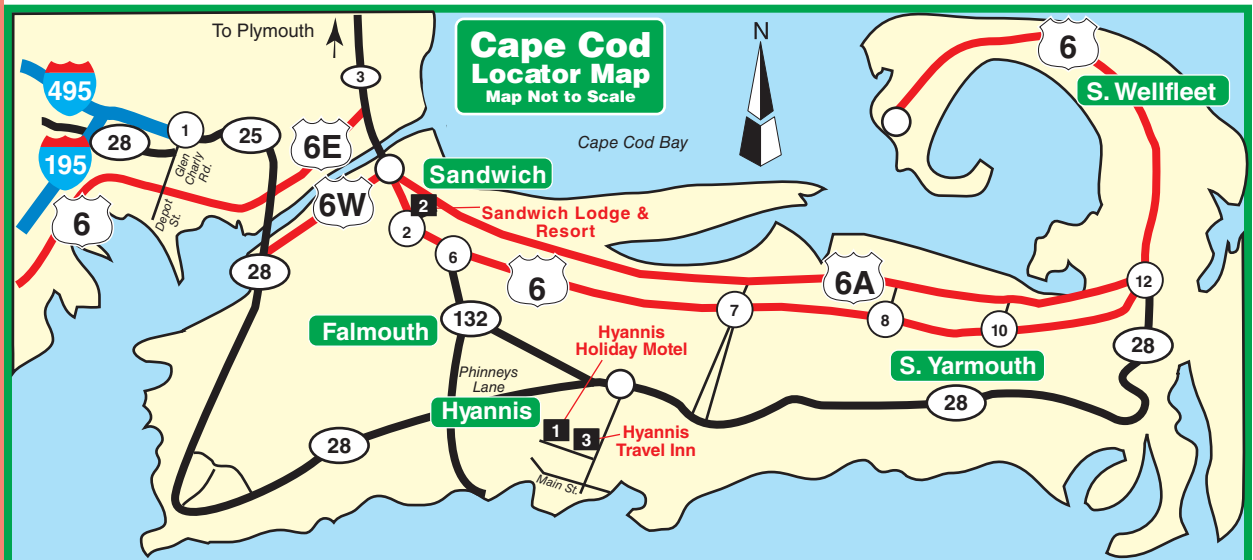 To Plymouth
Cape Cod
Locator Map
Map Not to Scale
N
6
S. Wellfleet
3
495
28
1
25
6E
Cape Cod Bay
195
Glen
Charly
Rd.
Sandwich
6W
6
Depot
St.
2
Sandwich Lodge &
Resort
2
6
28
6
6A
12
7
8
10
132
Falmouth
Hyannis
Holiday Motel
28
S. Yarmouth
Phinneys
Lane
Hyannis
28
1
3
Hyannis
Travel Inn
28
Main St.